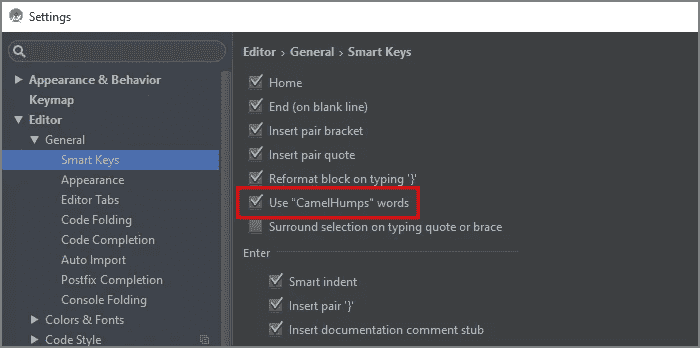 Settings
Appearance & Behavior
Keymap
Editor
General
Smart Keys
Appearance
Editor Tabs
Code Folding
Code Completion
Auto Import
Postfix Completion
Console Folding
Colors & Fonts
Code Style
Editor › General › Smart Keys
Home
End (on blank line)
Insert pair bracket
Insert pair quote
Reformat block on typing '}'
Use "CamelHumps" words
Surround selection on typing quote or brace
Enter
Smart indent
Insert pair '}'
Insert documentation comment stub